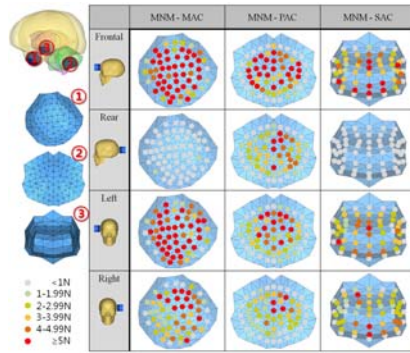 MNM - MAC MNM - PAC MNM - SAC
Frontal
Rear
Left
Right
①
②
③
<1N
1-1.99N
2-2.99N
3-3.99N
4-4.99N
≥5N